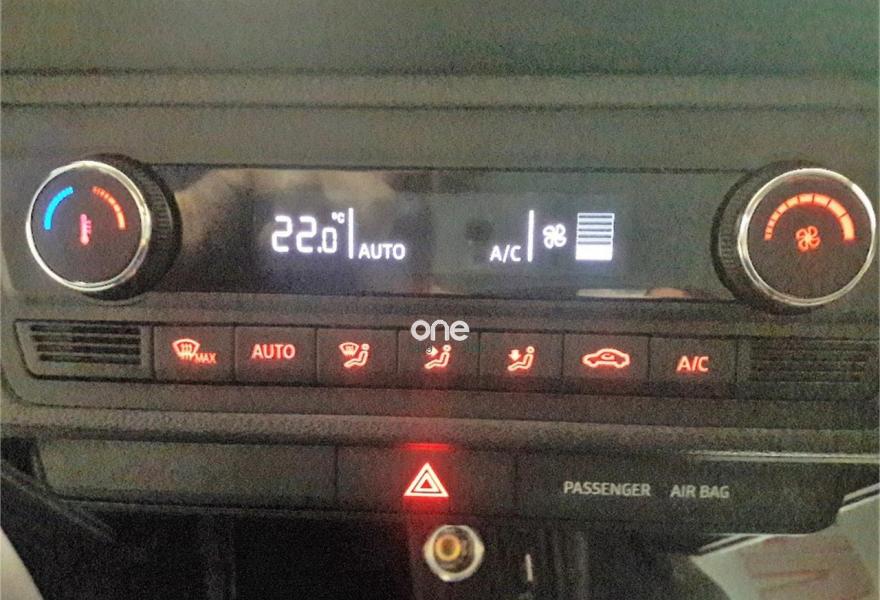 22.0 °C AUTO A/C
one
MAX AUTO A/C
PASSENGER AIR BAG